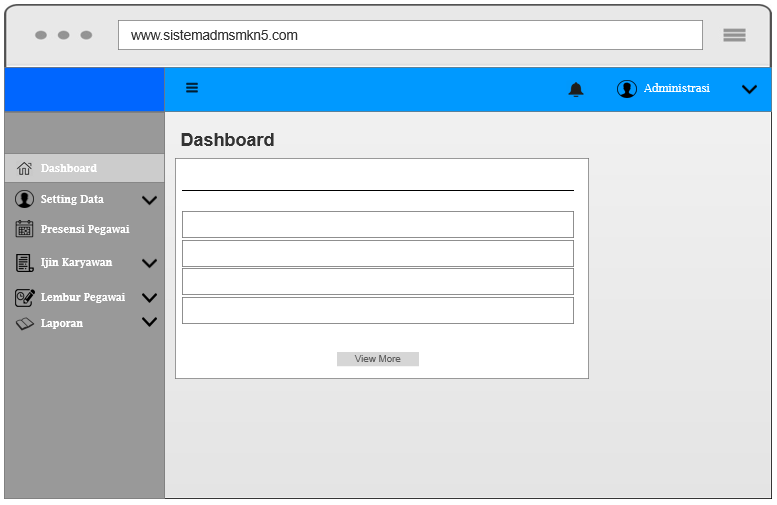 www.sistemadmsmkn5.com
Administrasi
Dashboard
Dashboard
Setting Data
Presensi Pegawai
Ijin Karyawan
Lembur Pegawai
Laporan
View More